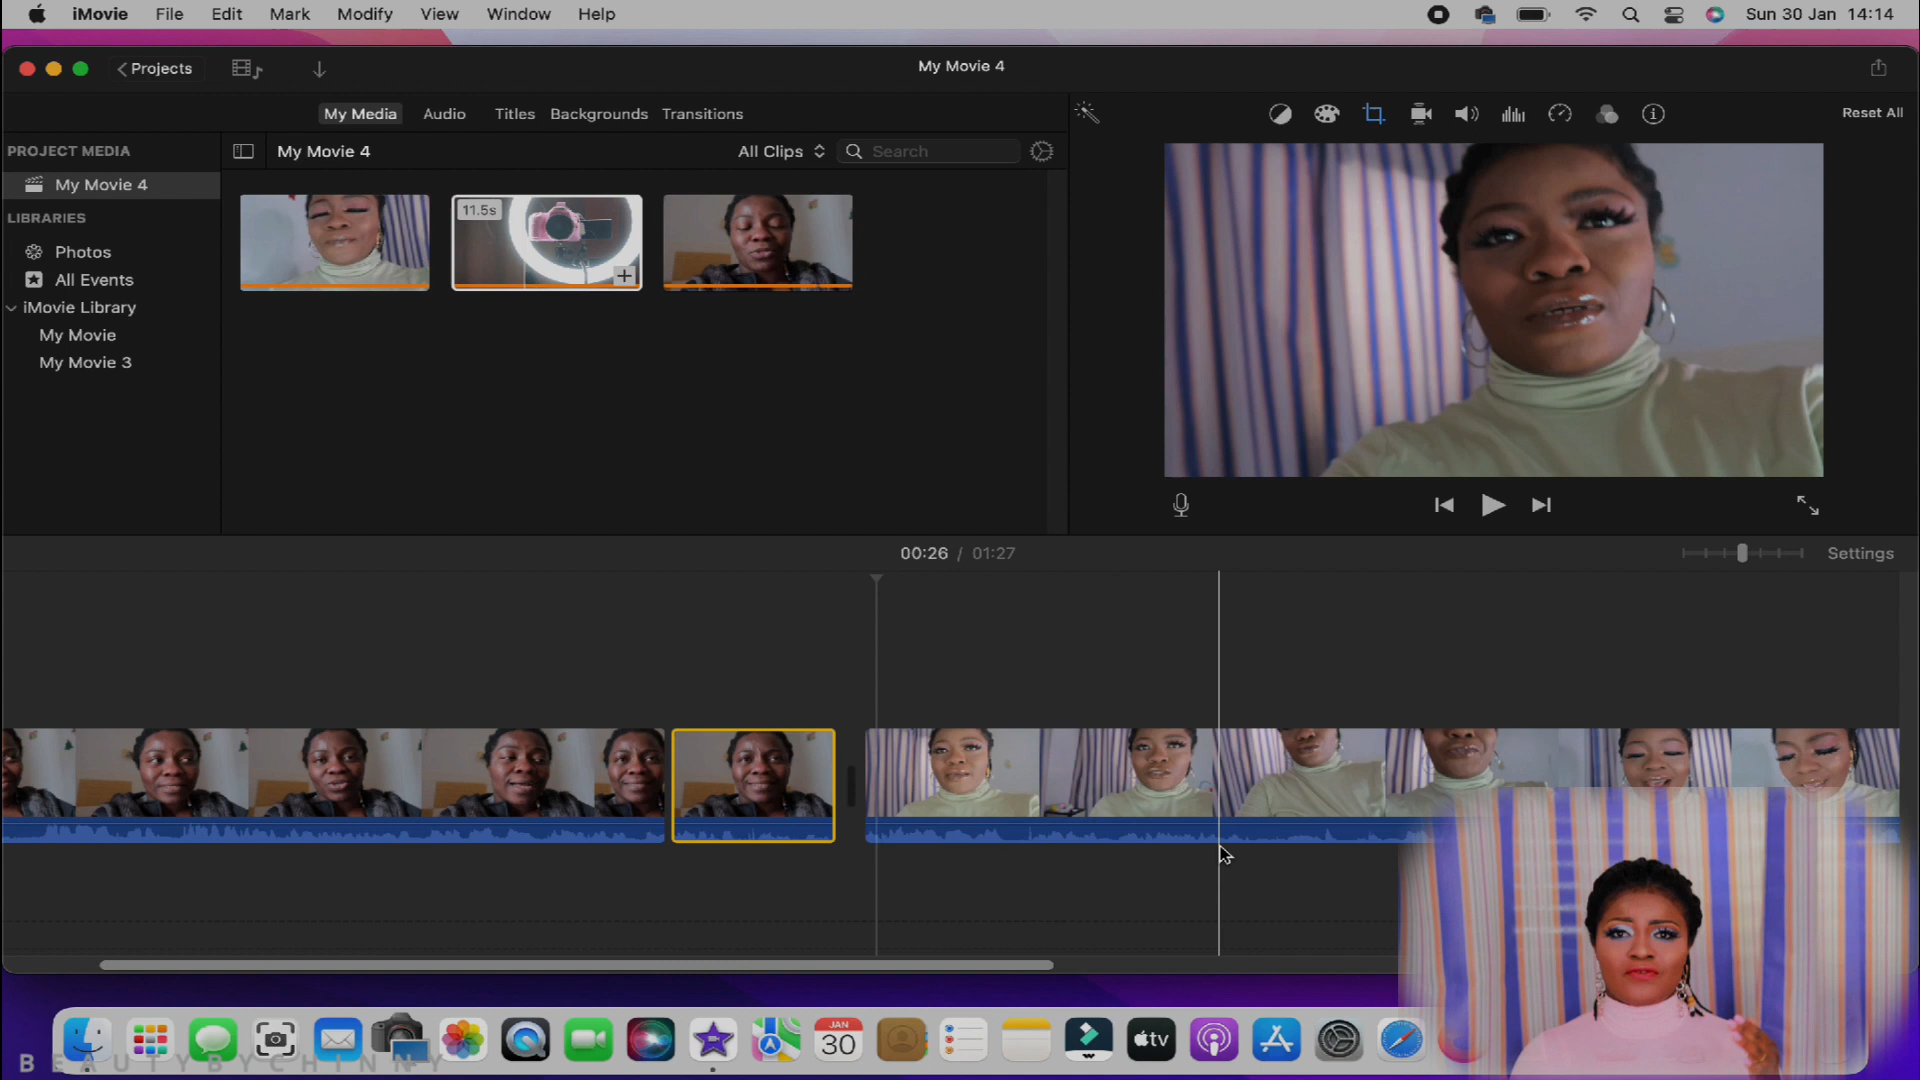 iMovie File Edit Mark Modify View Window Help Sun 30 Jan 14:14
Projects My Movie 4
My Media Audio Titles Backgrounds Transitions Reset All
PROJECT MEDIA My Movie 4 All Clips Search
My Movie 4
LIBRARIES
Photos
All Events
iMovie Library
My Movie
My Movie 3
11.5s
00:26 / 01:27 Settings
JAN
30
tv
BEAUTYBYCHINNY